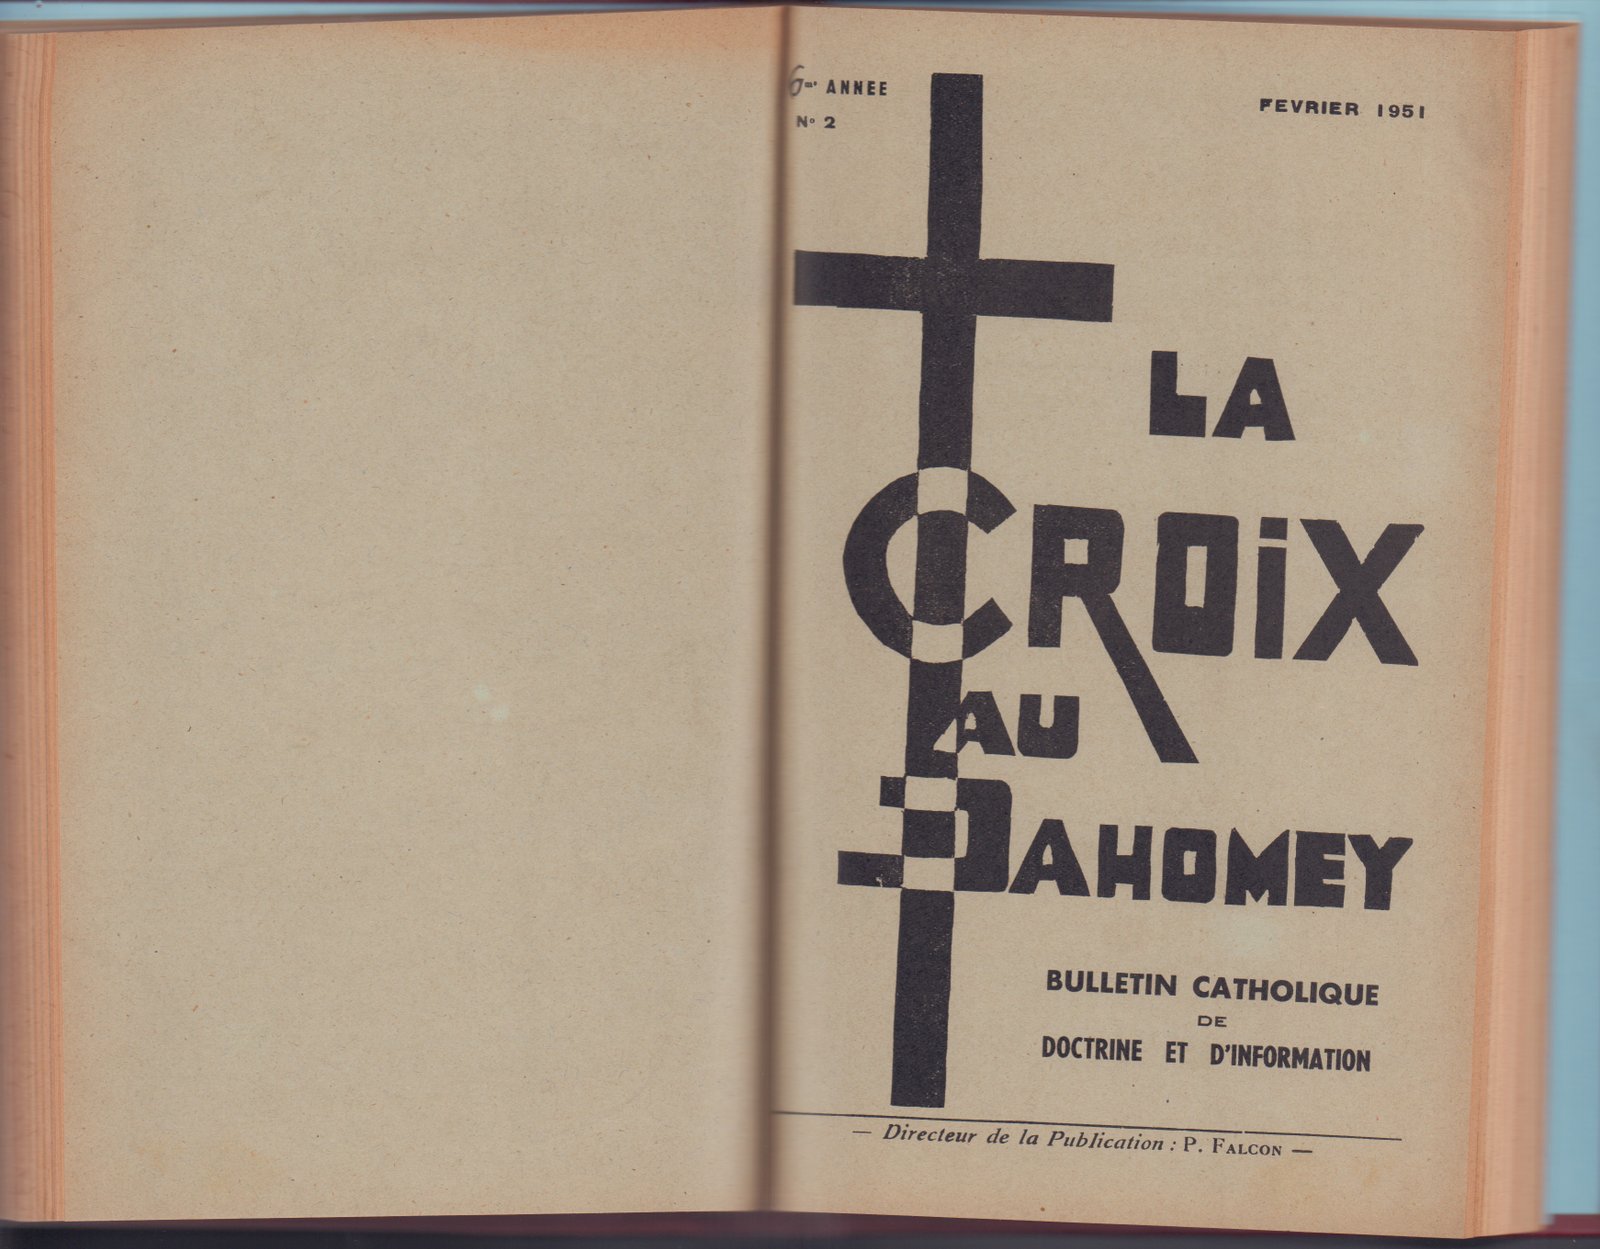 6me ANNEE
No 2
FEVRIER 1951
LA
CROiX
AU
DAHOMEY
BULLETIN CATHOLIQUE
DE
DOCTRINE ET D'INFORMATION
— Directeur de la Publication : P. FALCON —